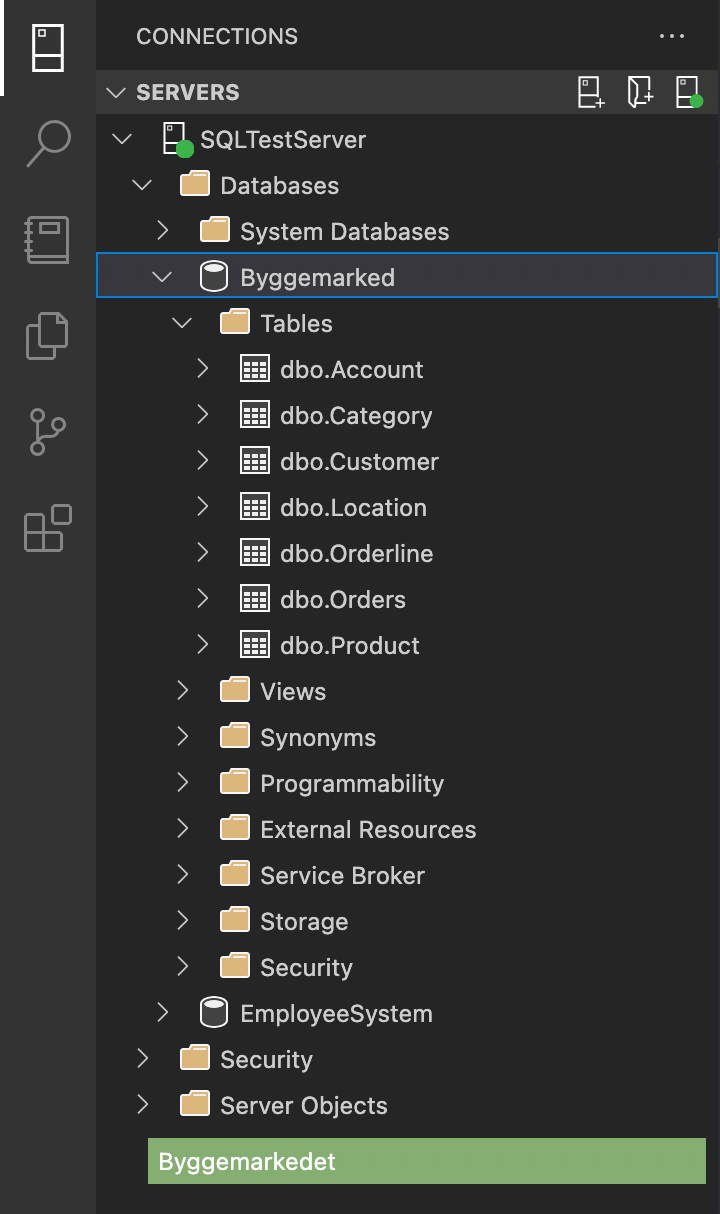 CONNECTIONS
SERVERS
SQLTestServer
Databases
System Databases
Byggemarked
Tables
dbo.Account
dbo.Category
dbo.Customer
dbo.Location
dbo.Orderline
dbo.Orders
dbo.Product
Views
Synonyms
Programmability
External Resources
Service Broker
Storage
Security
EmployeeSystem
Security
Server Objects
Byggemarkedet